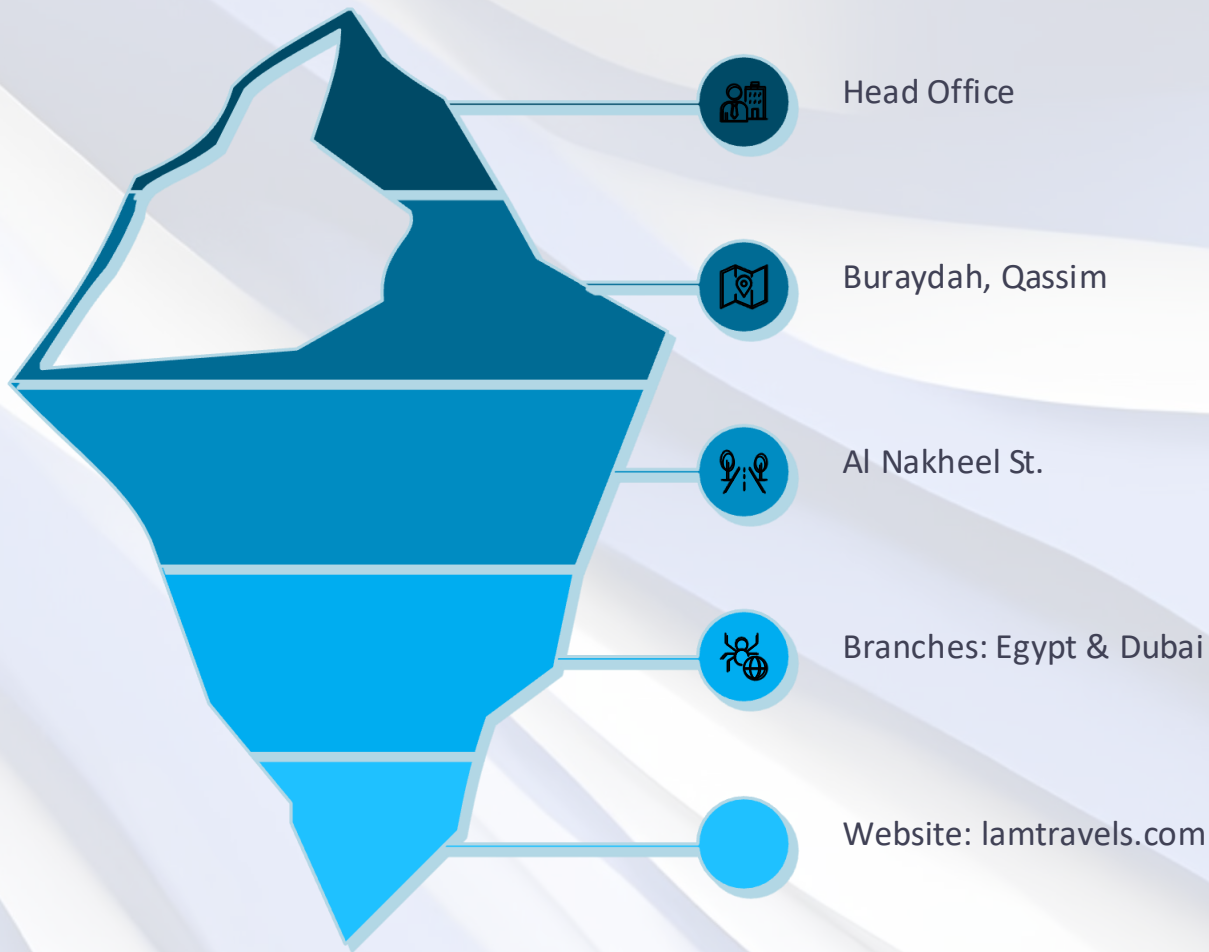 Head Office
Buraydah, Qassim
Al Nakheel St.
Branches: Egypt & Dubai
Website: lamtravels.com